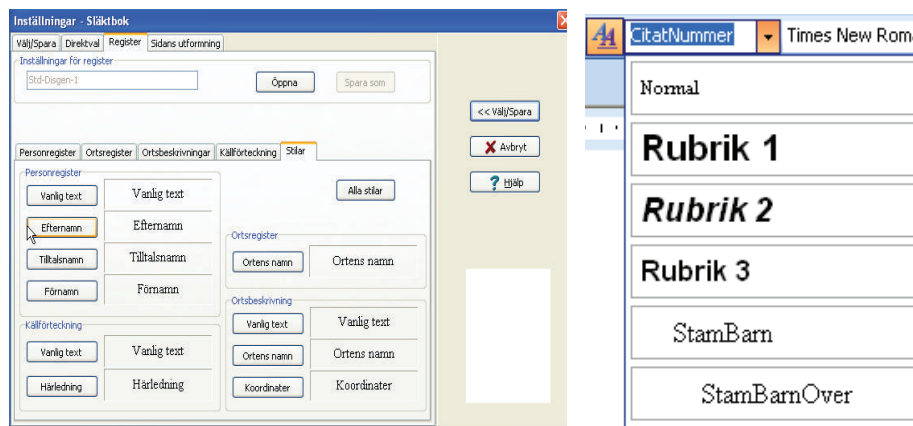 Inställningar - Släktbok
Välj/Spara Direktval Register Sidans utformning
Inställningar för register
Std-Disgen-1
Öppna
Spara som
<< Välj/Spara
Avbryt
Hjälp
Personregister Ortsregister Ortsbeskrivningar Källförteckning Stilar
Personregister
Vanlig text Vanlig text
Efternamn Efternamn
Tilltalsnamn Tilltalsnamn
Förnamn Förnamn
Alla stilar
Ortsregister
Ortens namn Ortens namn
Källförteckning
Vanlig text Vanlig text
Härledning Härledning
Ortsbeskrivning
Vanlig text Vanlig text
Ortens namn Ortens namn
Koordinater Koordinater
CitatNummer Times New Roma
Normal
Rubrik 1
Rubrik 2
Rubrik 3
StamBarn
StamBarnOver